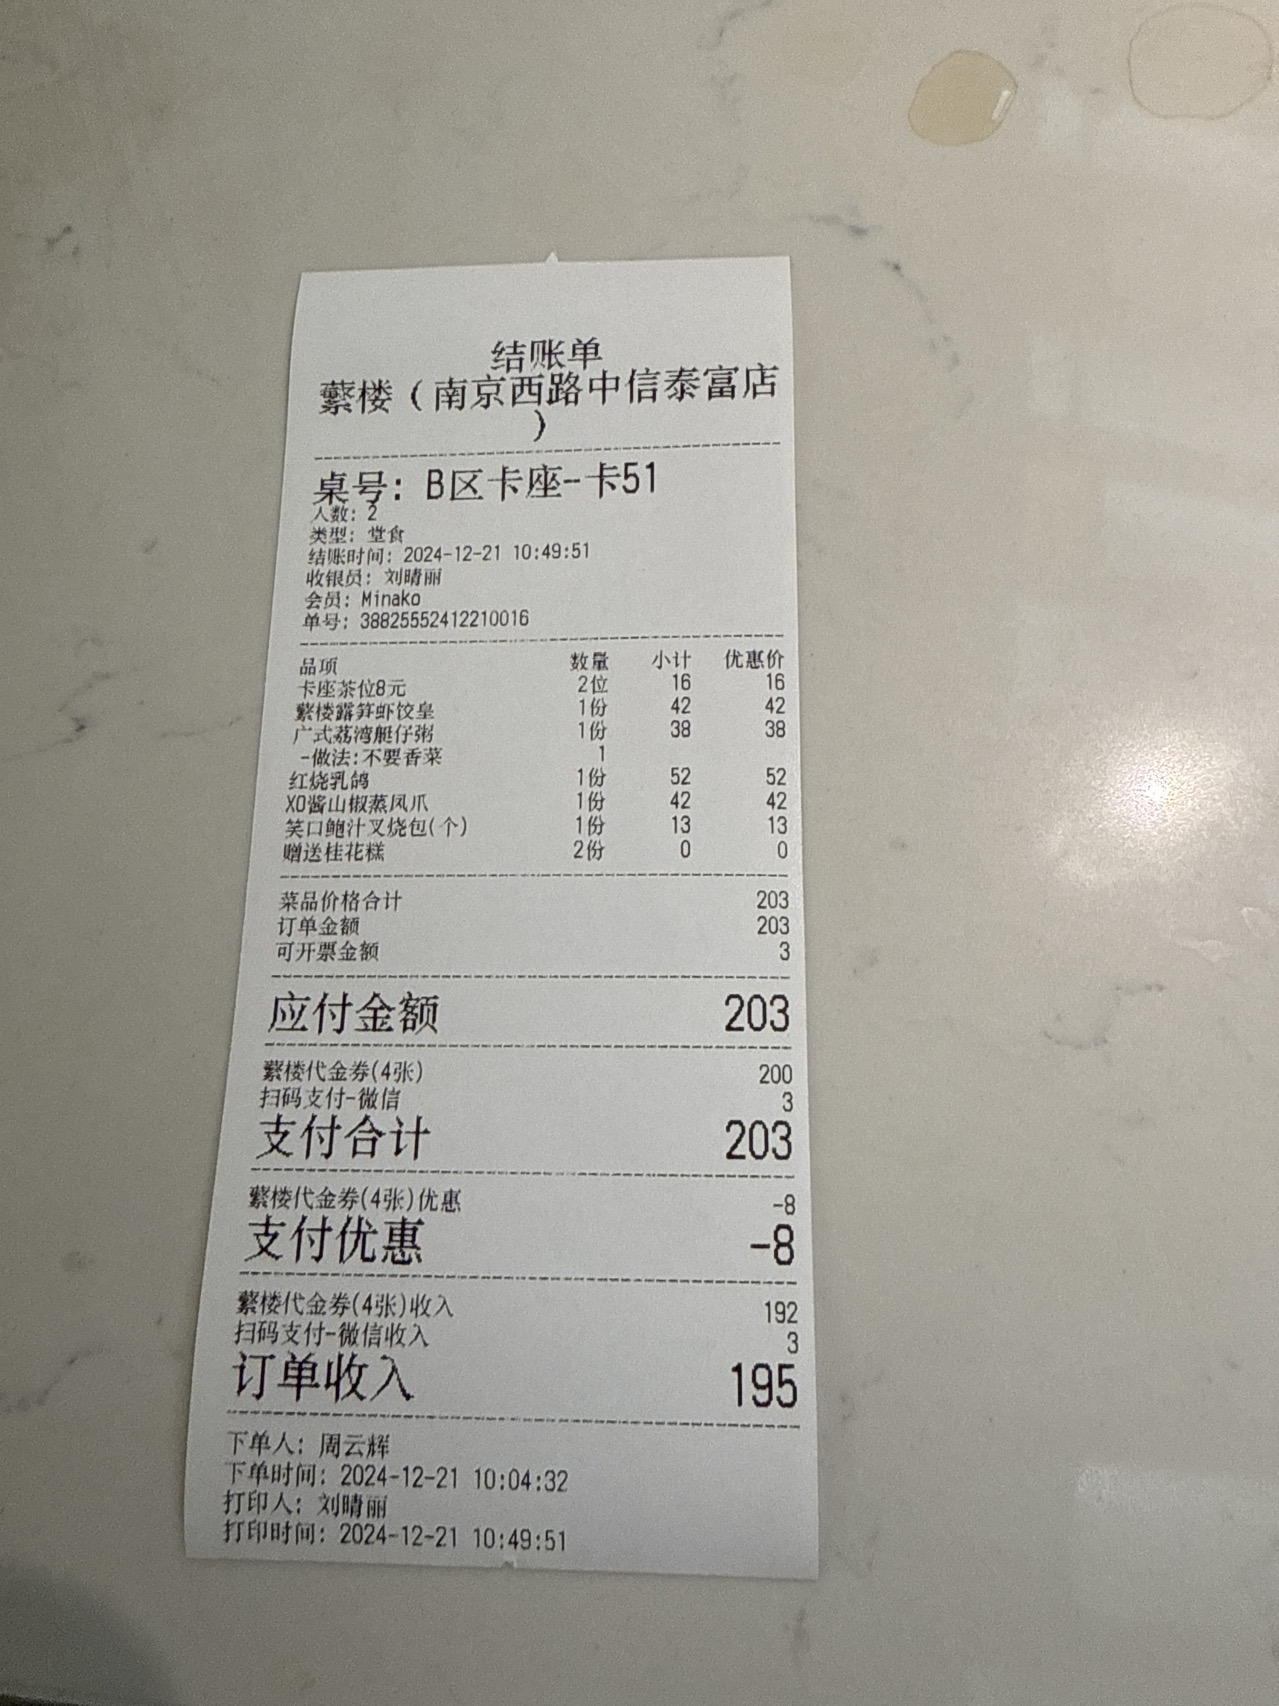 结账单
蘩楼（南京西路中信泰富店
）
桌号: B区卡座-卡51
人数: 2
类型: 堂食
结账时间: 2024-12-21 10:49:51
收银员: 刘晴丽
会员: Minako
单号: 38825552412210016
品项 数量 小计 优惠价
卡座茶位8元 2位 16 16
蘩楼露笋虾饺皇 1份 42 42
广式荔湾艇仔粥 1份 38 38
-做法:不要香菜 1
红烧乳鸽 1份 52 52
XO酱山椒蒸凤爪 1份 42 42
笑口鲍汁叉烧包(个) 1份 13 13
赠送桂花糕 2份 0 0
菜品价格合计 203
订单金额 203
可开票金额 3
应付金额 203
蘩楼代金券(4张) 200
扫码支付-微信 3
支付合计 203
蘩楼代金券(4张)优惠 -8
支付优惠 -8
蘩楼代金券(4张)收入 192
扫码支付-微信收入 3
订单收入 195
下单人: 周云辉
下单时间: 2024-12-21 10:04:32
打印人: 刘晴丽
打印时间: 2024-12-21 10:49:51